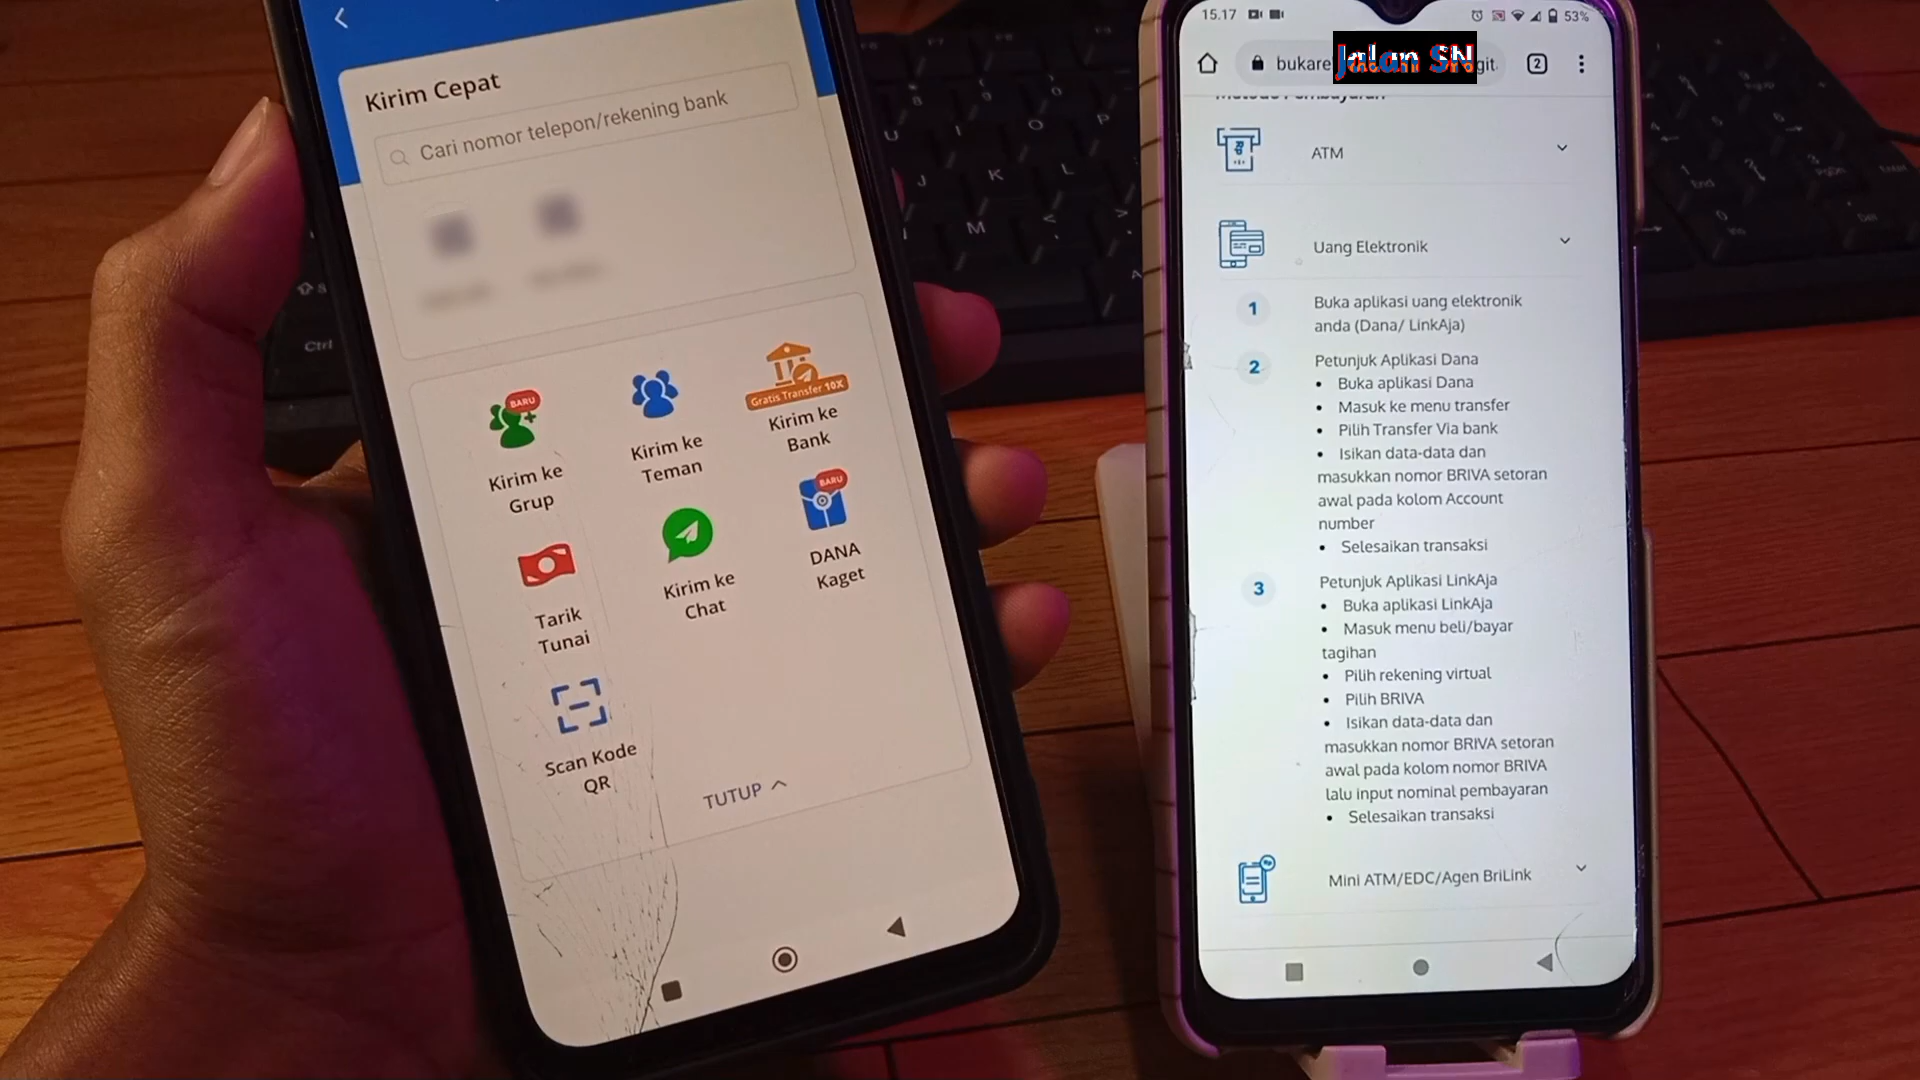 Kirim Cepat
Cari nomor telepon/rekening bank
BARU
Kirim ke
Grup
Kirim ke
Teman
Gratis Transfer 10X
Kirim ke
Bank
Tarik
Tunai
Kirim ke
Chat
BARU
DANA
Kaget
Scan Kode
QR
TUTUP
15.17
53%
bukare
Jalan SN
git.
2
Metode Pembayaran
ATM
Uang Elektronik
1
Buka aplikasi uang elektronik
anda (Dana/ LinkAja)
2
Petunjuk Aplikasi Dana
• Buka aplikasi Dana
• Masuk ke menu transfer
• Pilih Transfer Via bank
• Isikan data-data dan
masukkan nomor BRIVA setoran
awal pada kolom Account
number
• Selesaikan transaksi
3
Petunjuk Aplikasi LinkAja
• Buka aplikasi LinkAja
• Masuk menu beli/bayar
tagihan
• Pilih rekening virtual
• Pilih BRIVA
• Isikan data-data dan
masukkan nomor BRIVA setoran
awal pada kolom nomor BRIVA
lalu input nominal pembayaran
• Selesaikan transaksi
Mini ATM/EDC/Agen BriLink
Ctrl
S
U
I
O
P
J
K
L
M